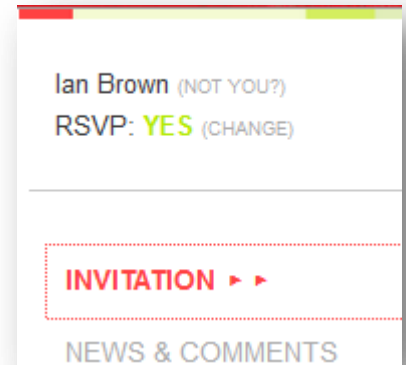 Ian Brown (NOT YOU?)
RSVP: YES (CHANGE)
INVITATION ► ►
NEWS & COMMENTS